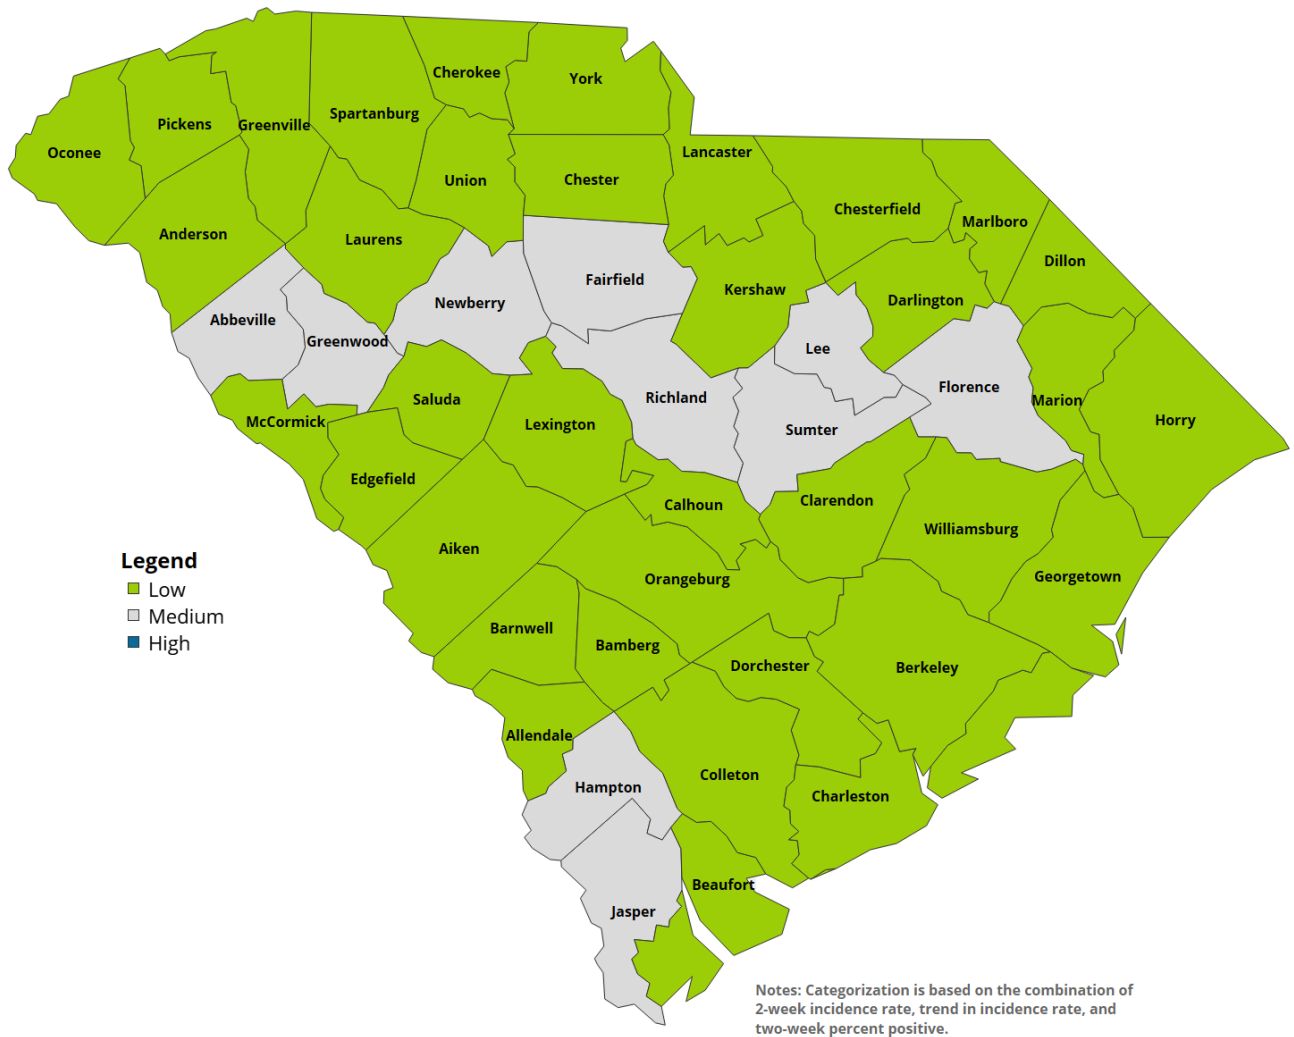 Cherokee
York
Spartanburg
Pickens
Greenville
Oconee
Lancaster
Union
Chester
Chesterfield
Marlboro
Anderson
Laurens
Dillon
Fairfield
Kershaw
Darlington
Newberry
Abbeville
Greenwood
Lee
Florence
Saluda
Richland
Marion
McCormick
Lexington
Sumter
Horry
Edgefield
Calhoun
Clarendon
Williamsburg
Aiken
Orangeburg
Georgetown
Legend
Low
Medium
High
Barnwell
Bamberg
Dorchester
Berkeley
Allendale
Colleton
Hampton
Charleston
Beaufort
Jasper
Notes: Categorization is based on the combination of
2-week incidence rate, trend in incidence rate, and
two-week percent positive.